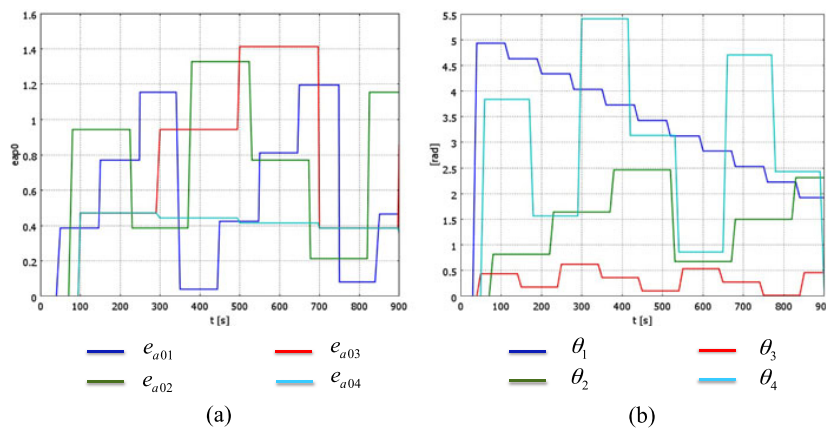 1.6
1.4
1.2
1
0.8
0.6
0.4
0.2
0
eap0
0 100 200 300 400 500 600 700 800 900
t [s]
e_{a01} e_{a03}
e_{a02} e_{a04}
(a)
5.5
5
4.5
4
3.5
3
2.5
2
1.5
1
0.5
0
[rad]
0 100 200 300 400 500 600 700 800 900
t [s]
θ_1 θ_3
θ_2 θ_4
(b)